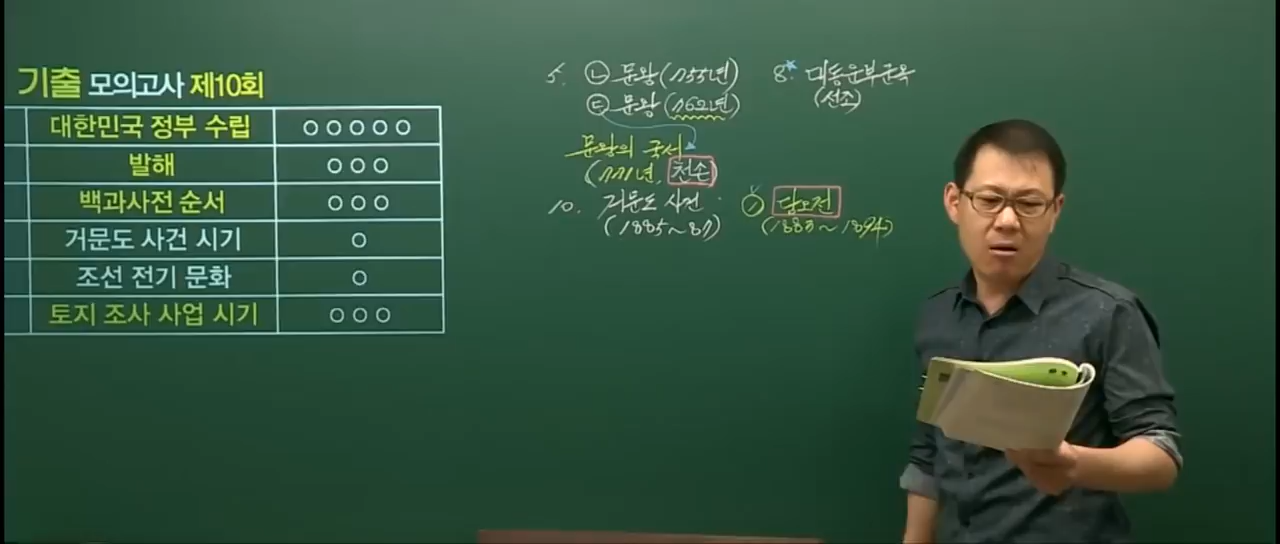 기출 모의고사 제10회
대한민국 정부 수립 ○○○○○
발해 ○○○
백과사전 순서 ○○○
거문도 사건 시기 ○
조선 전기 문화 ○
토지 조사 사업 시기 ○○○
5. ㉡ 문왕 (755년)
㉢ 문왕 (762년)
문왕의 국서
(771년, 천손)
10. 거문도 사건
(1885~87)
당오전
(1883~1894)
8. 대동운부군옥
(선조)